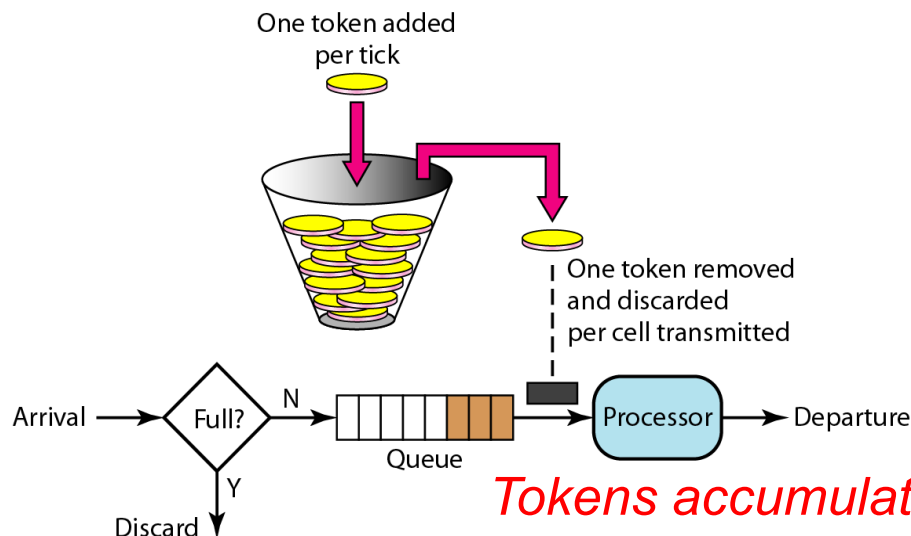 One token added
per tick
One token removed
and discarded
per cell transmitted
Arrival
Full?
N
Processor
Departure
Queue
Y
Discard
Tokens accumulat